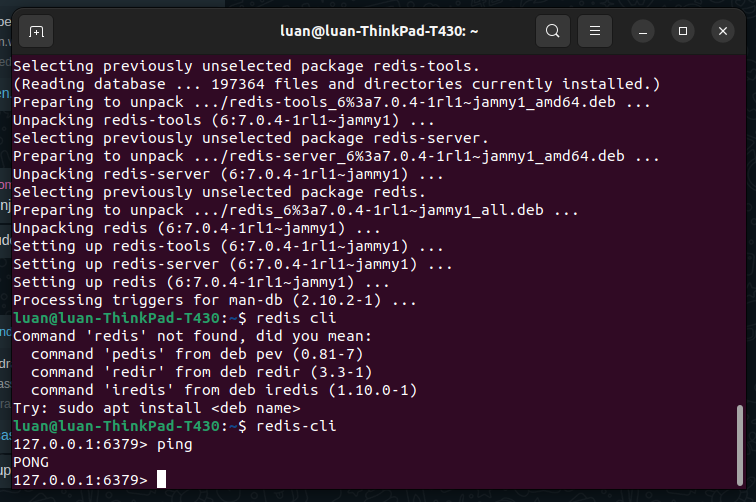 luan@luan-ThinkPad-T430: ~
Selecting previously unselected package redis-tools.
(Reading database ... 197364 files and directories currently installed.)
Preparing to unpack .../redis-tools_6%3a7.0.4-1rl1~jammy1_amd64.deb ...
Unpacking redis-tools (6:7.0.4-1rl1~jammy1) ...
Selecting previously unselected package redis-server.
Preparing to unpack .../redis-server_6%3a7.0.4-1rl1~jammy1_amd64.deb ...
Unpacking redis-server (6:7.0.4-1rl1~jammy1) ...
Selecting previously unselected package redis.
Preparing to unpack .../redis_6%3a7.0.4-1rl1~jammy1_all.deb ...
Unpacking redis (6:7.0.4-1rl1~jammy1) ...
Setting up redis-tools (6:7.0.4-1rl1~jammy1) ...
Setting up redis-server (6:7.0.4-1rl1~jammy1) ...
Setting up redis (6:7.0.4-1rl1~jammy1) ...
Processing triggers for man-db (2.10.2-1) ...
luan@luan-ThinkPad-T430:~$ redis cli
Command 'redis' not found, did you mean:
  command 'pedis' from deb pev (0.81-7)
  command 'redir' from deb redir (3.3-1)
  command 'iredis' from deb iredis (1.10.0-1)
Try: sudo apt install <deb name>
luan@luan-ThinkPad-T430:~$ redis-cli
127.0.0.1:6379> ping
PONG
127.0.0.1:6379>